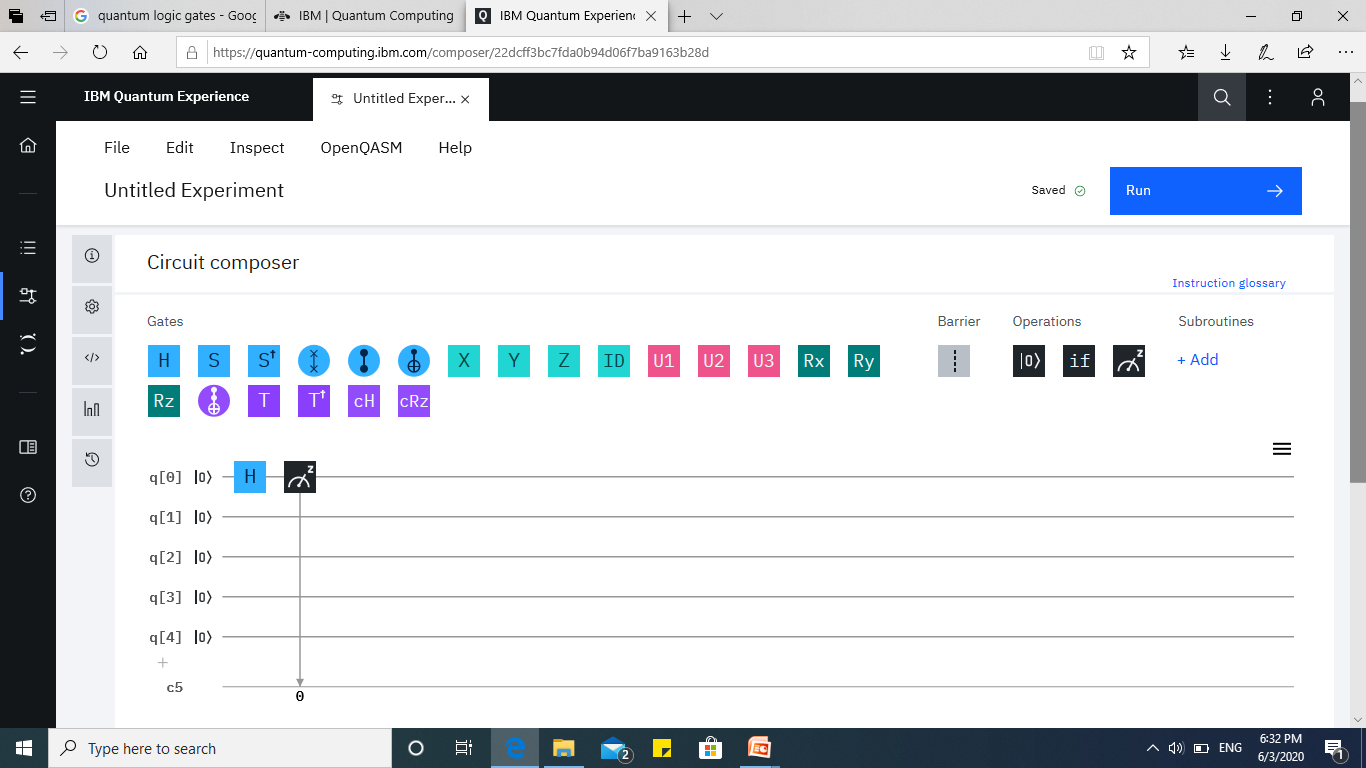 quantum logic gates - Goog
IBM | Quantum Computing
Q IBM Quantum Experienc
https://quantum-computing.ibm.com/composer/22dcff3bc7fda0b94d06f7ba9163b28d
IBM Quantum Experience
Untitled Exper...
File Edit Inspect OpenQASM Help
Untitled Experiment
Saved
Run
Circuit composer
Instruction glossary
Gates Barrier Operations Subroutines
H S S† X Y Z ID U1 U2 U3 Rx Ry |0⟩ if z + Add
Rz T T† cH cRz
q[0] |0⟩ H z
q[1] |0⟩
q[2] |0⟩
q[3] |0⟩
q[4] |0⟩
+
c5
0
Type here to search
2
ENG
6:32 PM
6/3/2020
1